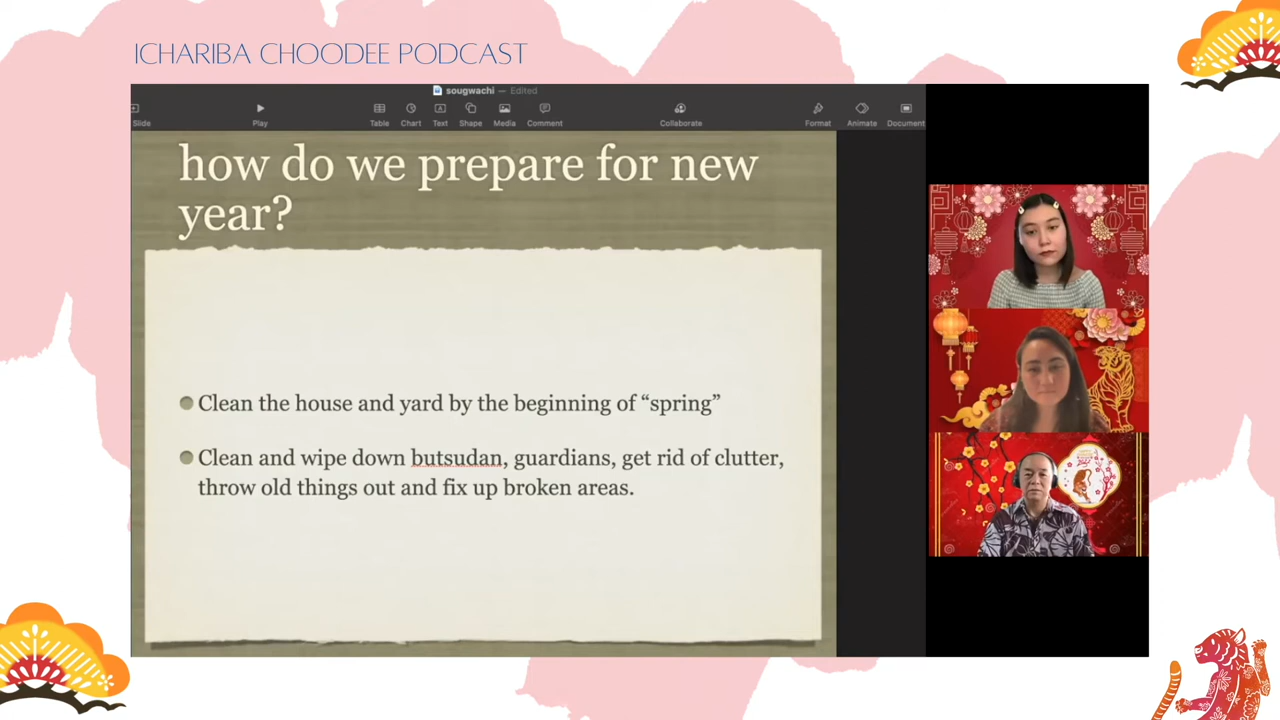 ICHARIBA CHOODEE PODCAST
sougwachi — Edited
Slide
Play
Table
Chart
Text
Shape
Media
Comment
Collaborate
Format
Animate
Document
how do we prepare for new
year?
Clean the house and yard by the beginning of “spring”
Clean and wipe down butsudan, guardians, get rid of clutter,
throw old things out and fix up broken areas.